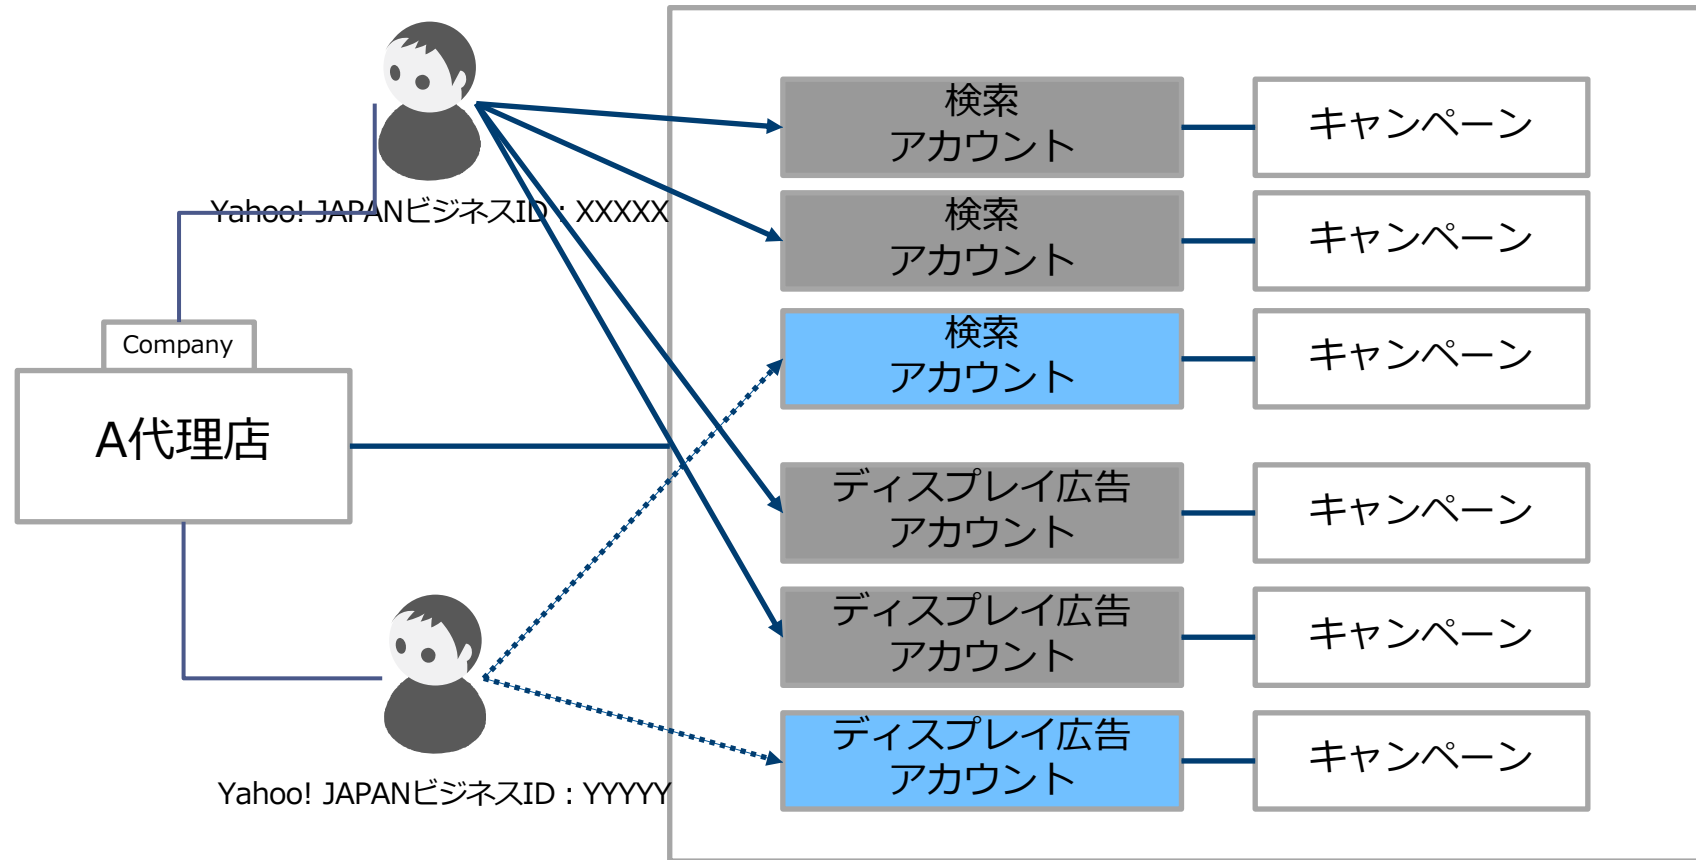 Yahoo! JAPANビジネスID：XXXXX
Company
A代理店
Yahoo! JAPANビジネスID：YYYYY
検索
アカウント
キャンペーン
検索
アカウント
キャンペーン
検索
アカウント
キャンペーン
ディスプレイ広告
アカウント
キャンペーン
ディスプレイ広告
アカウント
キャンペーン
ディスプレイ広告
アカウント
キャンペーン